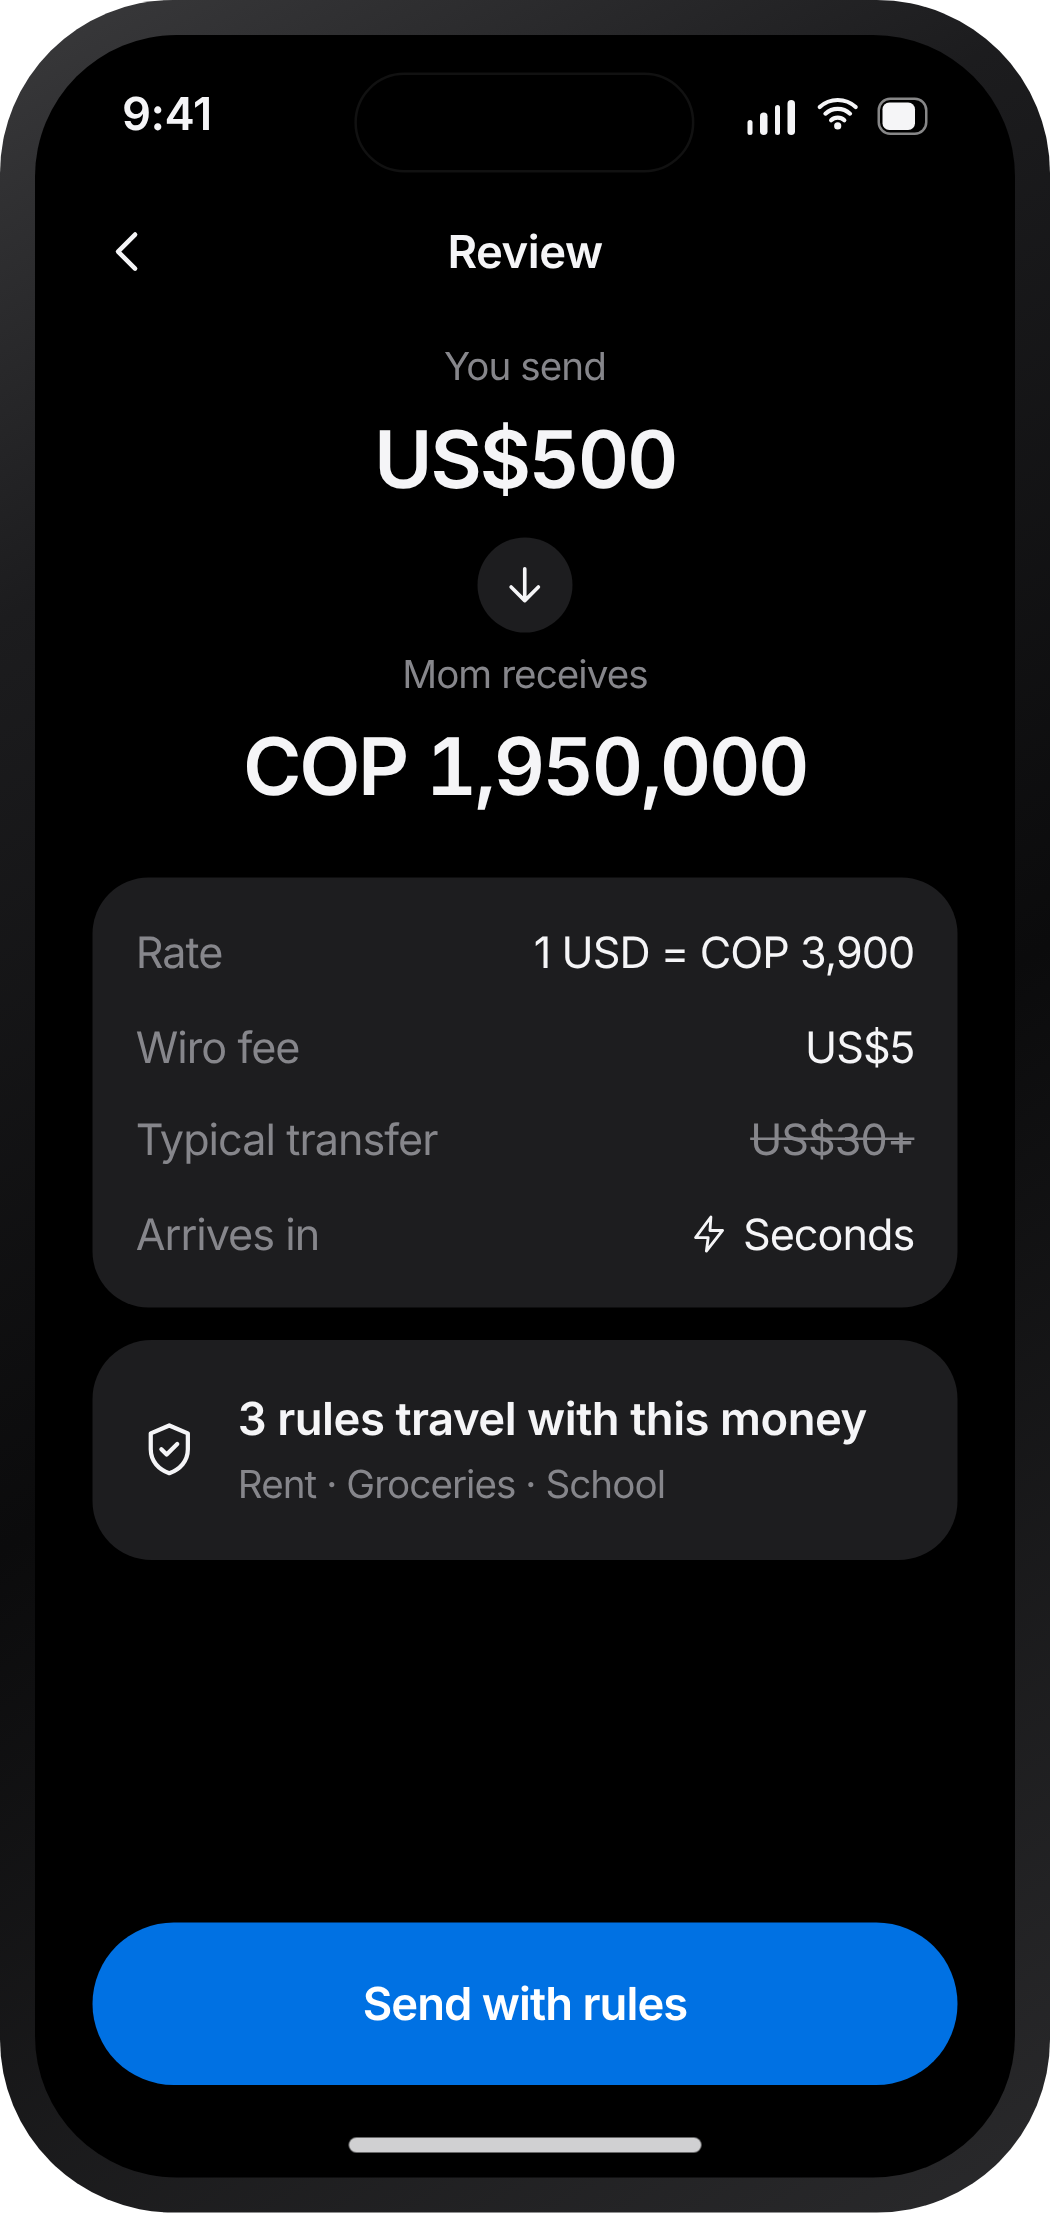 9:41
Review
You send
US$500
Mom receives
COP 1,950,000
Rate 1 USD = COP 3,900
Wiro fee US$5
Typical transfer US$30+
Arrives in Seconds
3 rules travel with this money
Rent · Groceries · School
Send with rules